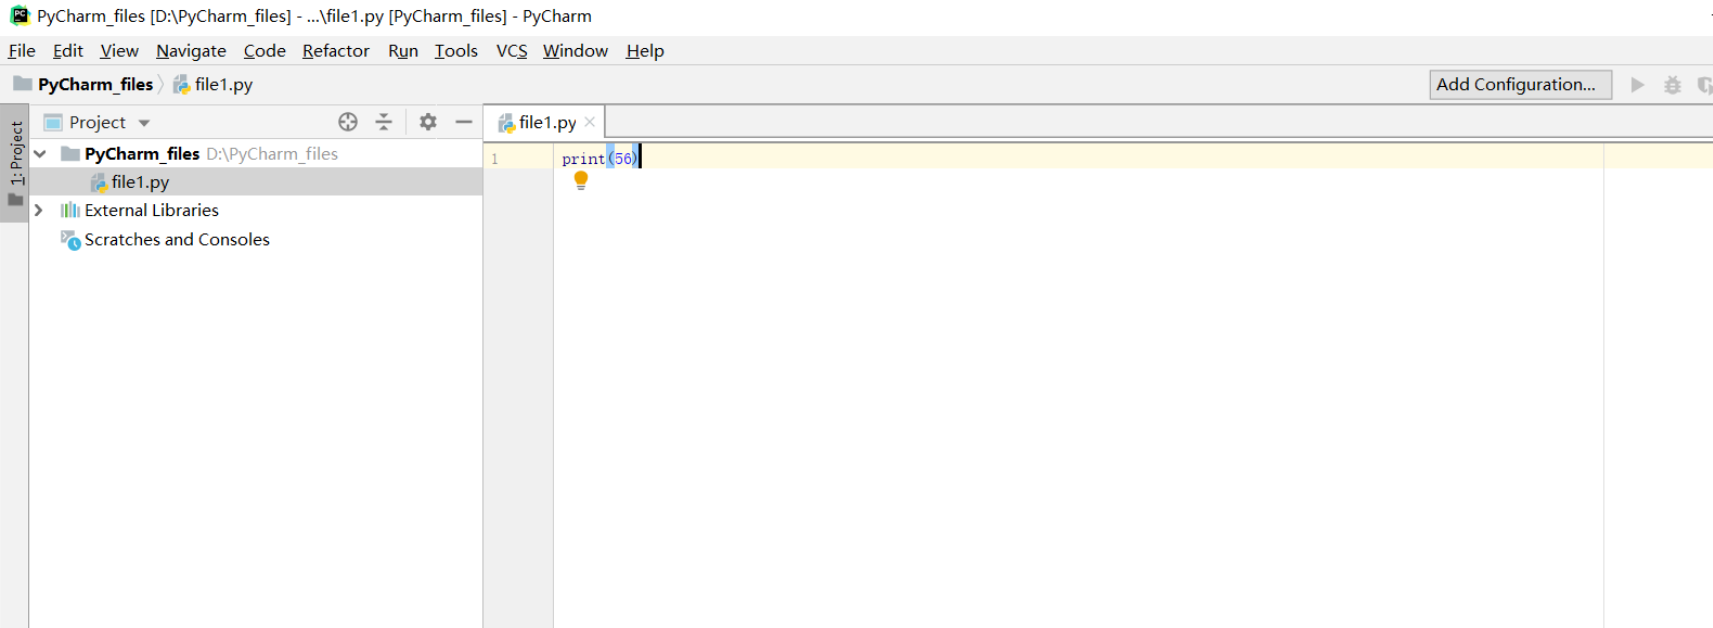 PyCharm_files [D:\PyCharm_files] - ...\file1.py [PyCharm_files] - PyCharm
File Edit View Navigate Code Refactor Run Tools VCS Window Help
PyCharm_files file1.py Add Configuration...
1: Project
Project
file1.py
PyCharm_files D:\PyCharm_files
file1.py
External Libraries
Scratches and Consoles
1 print(56)